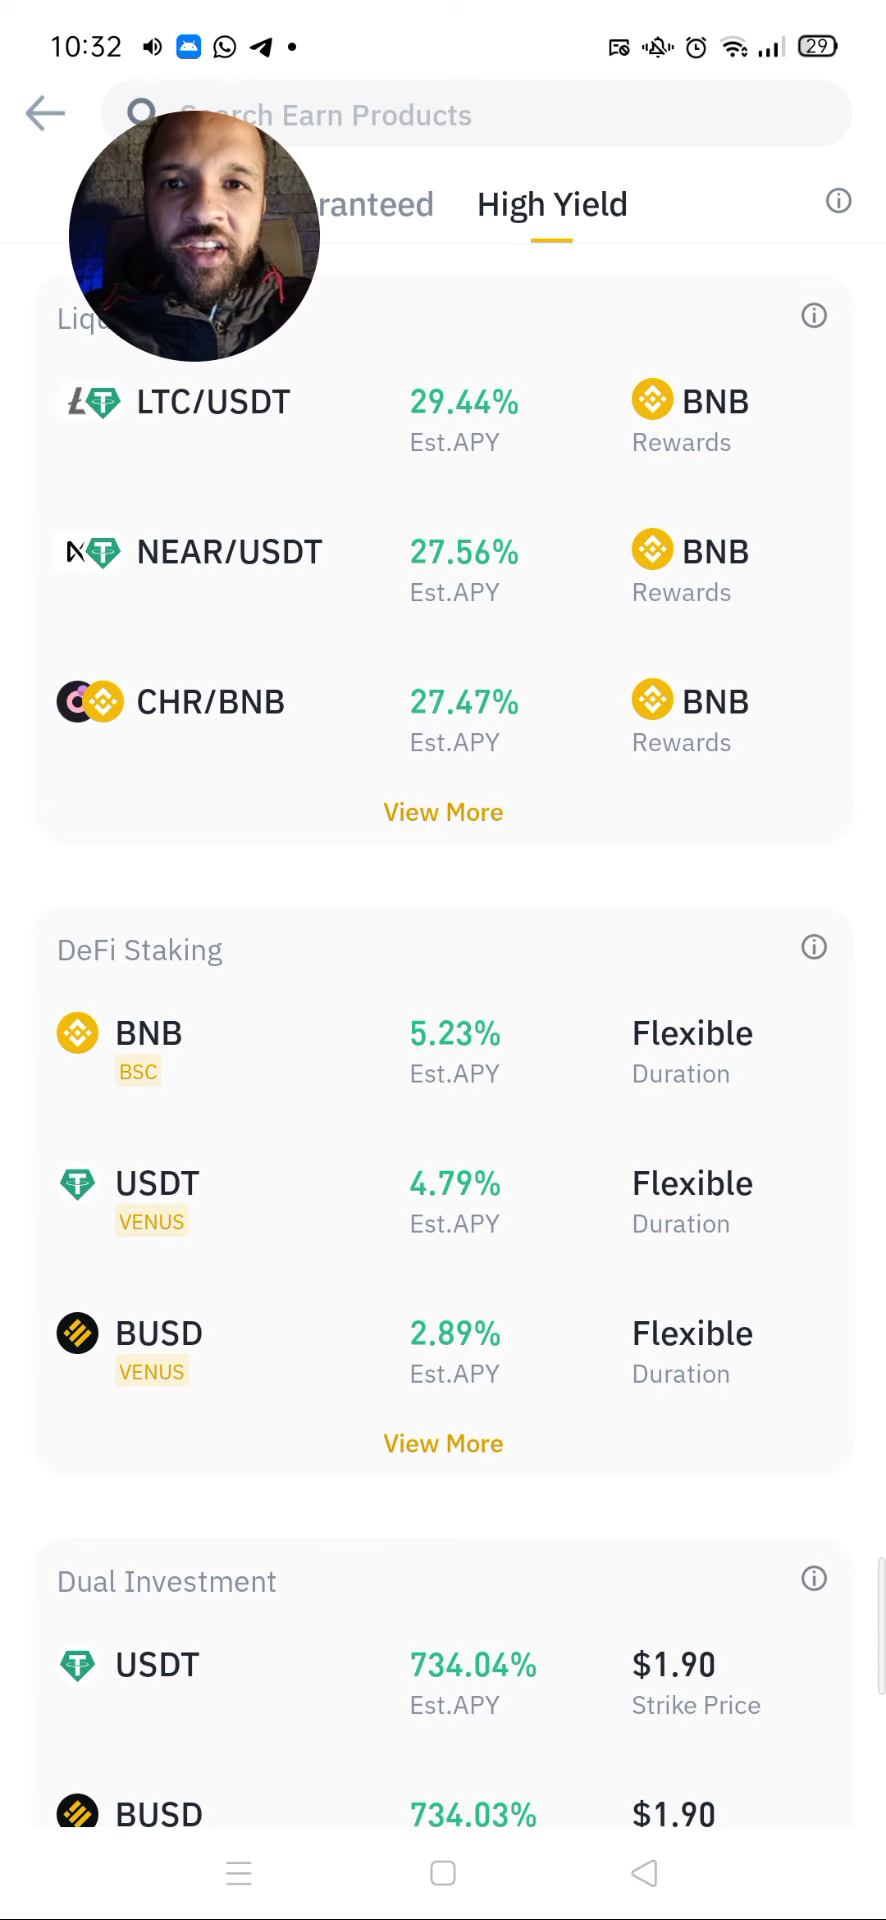 10:32
29
Search Earn Products
ranteed
High Yield
Liqu
LTC/USDT
29.44%
BNB
Est.APY
Rewards
NEAR/USDT
27.56%
BNB
Est.APY
Rewards
CHR/BNB
27.47%
BNB
Est.APY
Rewards
View More
DeFi Staking
BNB
5.23%
Flexible
BSC
Est.APY
Duration
USDT
4.79%
Flexible
VENUS
Est.APY
Duration
BUSD
2.89%
Flexible
VENUS
Est.APY
Duration
View More
Dual Investment
USDT
734.04%
$1.90
Est.APY
Strike Price
BUSD
734.03%
$1.90